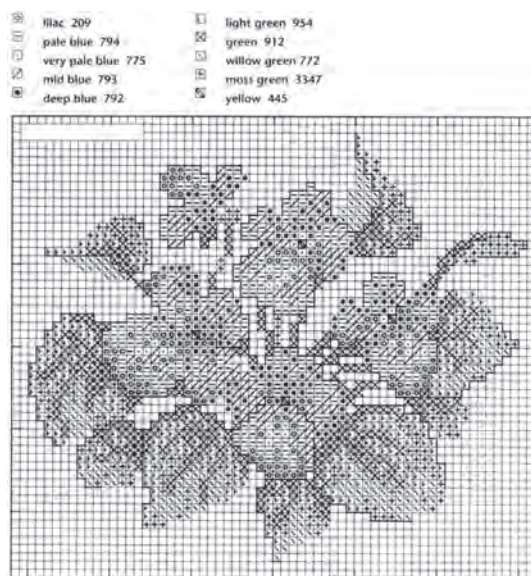 lilac 209
pale blue 794
very pale blue 775
mid blue 793
deep blue 792
light green 954
green 912
willow green 772
moss green 3347
yellow 445